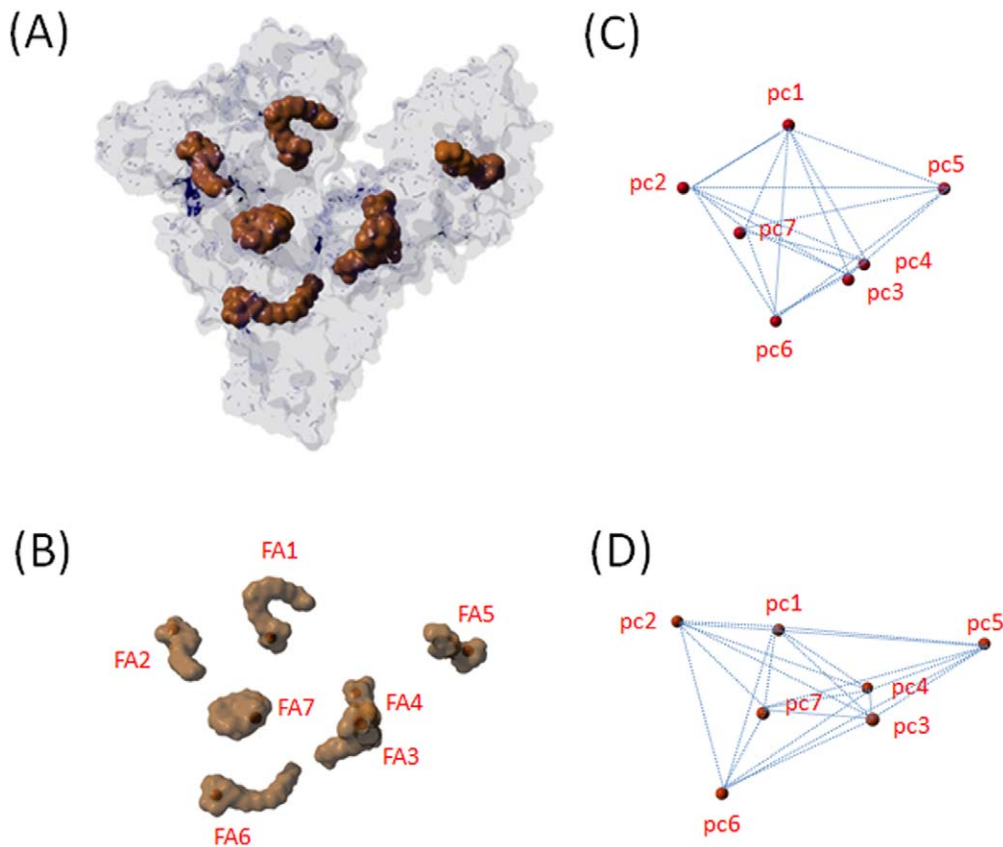 (A)
(C)
pc1
pc2
pc5
pc7
pc4
pc3
pc6
(B)
FA1
FA2
FA5
FA7
FA4
FA3
FA6
(D)
pc2
pc1
pc5
pc4
pc7
pc3
pc6